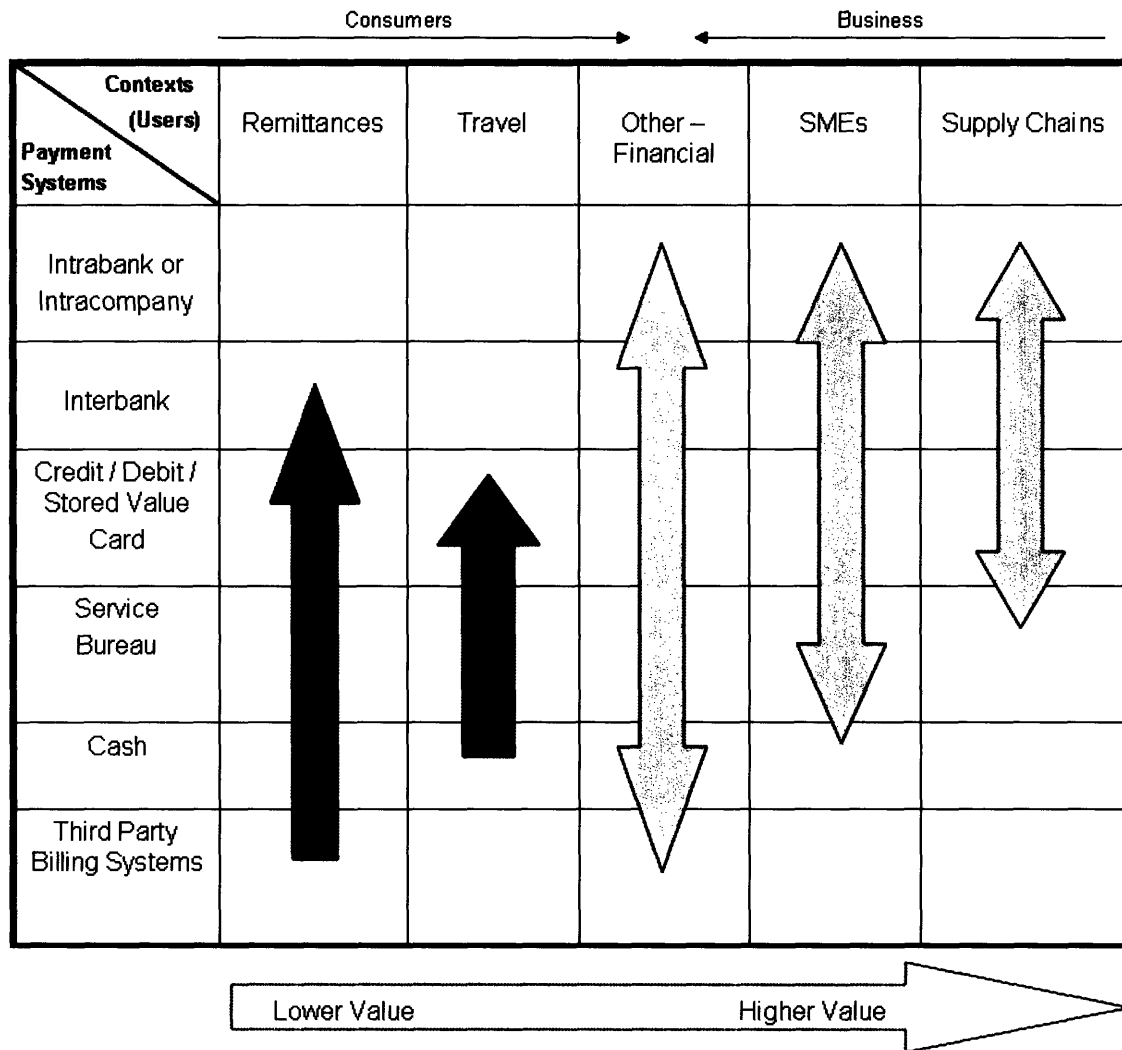 Consumers
Business
Contexts
(Users)
Payment
Systems
Remittances
Travel
Other –
Financial
SMEs
Supply Chains
Intrabank or
Intracompany
Interbank
Credit / Debit /
Stored Value
Card
Service
Bureau
Cash
Third Party
Billing Systems
Lower Value
Higher Value